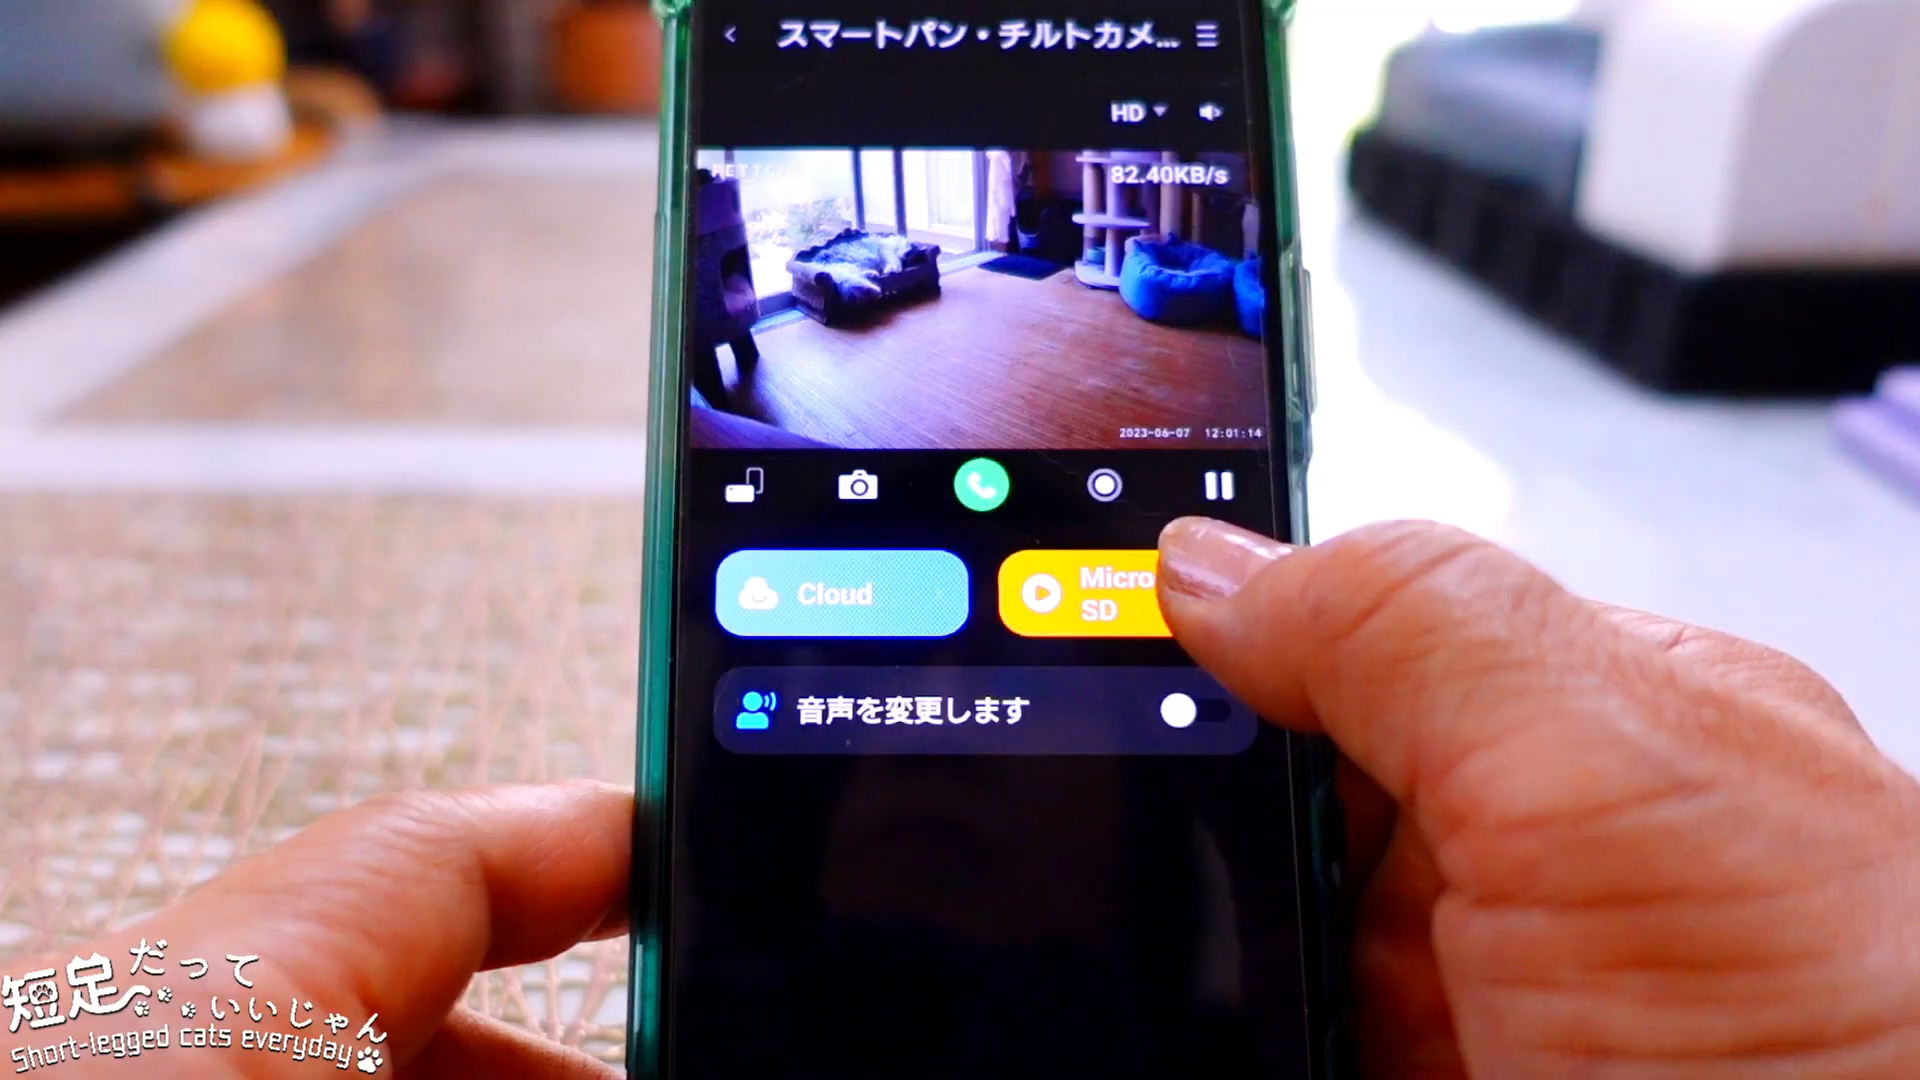 スマートパン・チルトカメ...
HD
82.40KB/s
2023-06-07 12:01:14
Cloud
Micro
SD
音声を変更します
短足だって
いいじゃん
Short-legged cats everyday